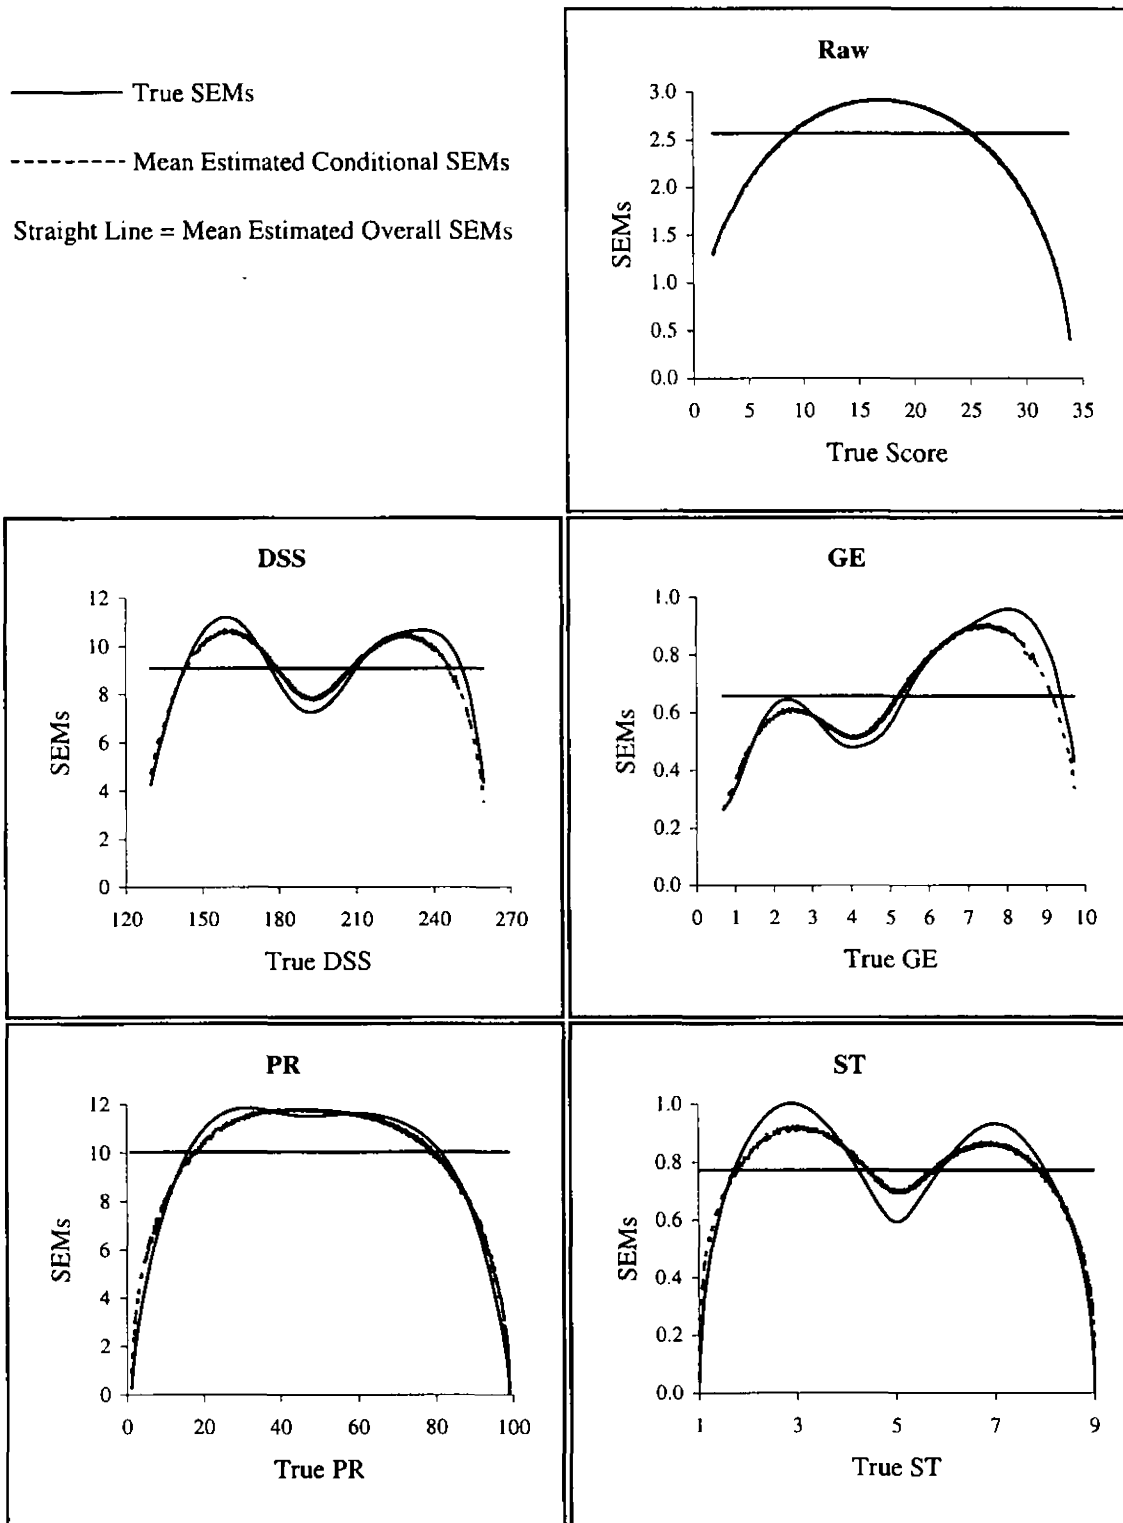 True SEMs
Mean Estimated Conditional SEMs
Straight Line = Mean Estimated Overall SEMs
Raw
3.0
2.5
2.0
1.5
1.0
0.5
0.0
SEMs
0 5 10 15 20 25 30 35
True Score
DSS
12
10
8
6
4
2
0
SEMs
120 150 180 210 240 270
True DSS
GE
1.0
0.8
0.6
0.4
0.2
0.0
SEMs
0 1 2 3 4 5 6 7 8 9 10
True GE
PR
12
10
8
6
4
2
0
SEMs
0 20 40 60 80 100
True PR
ST
1.0
0.8
0.6
0.4
0.2
0.0
SEMs
1 3 5 7 9
True ST